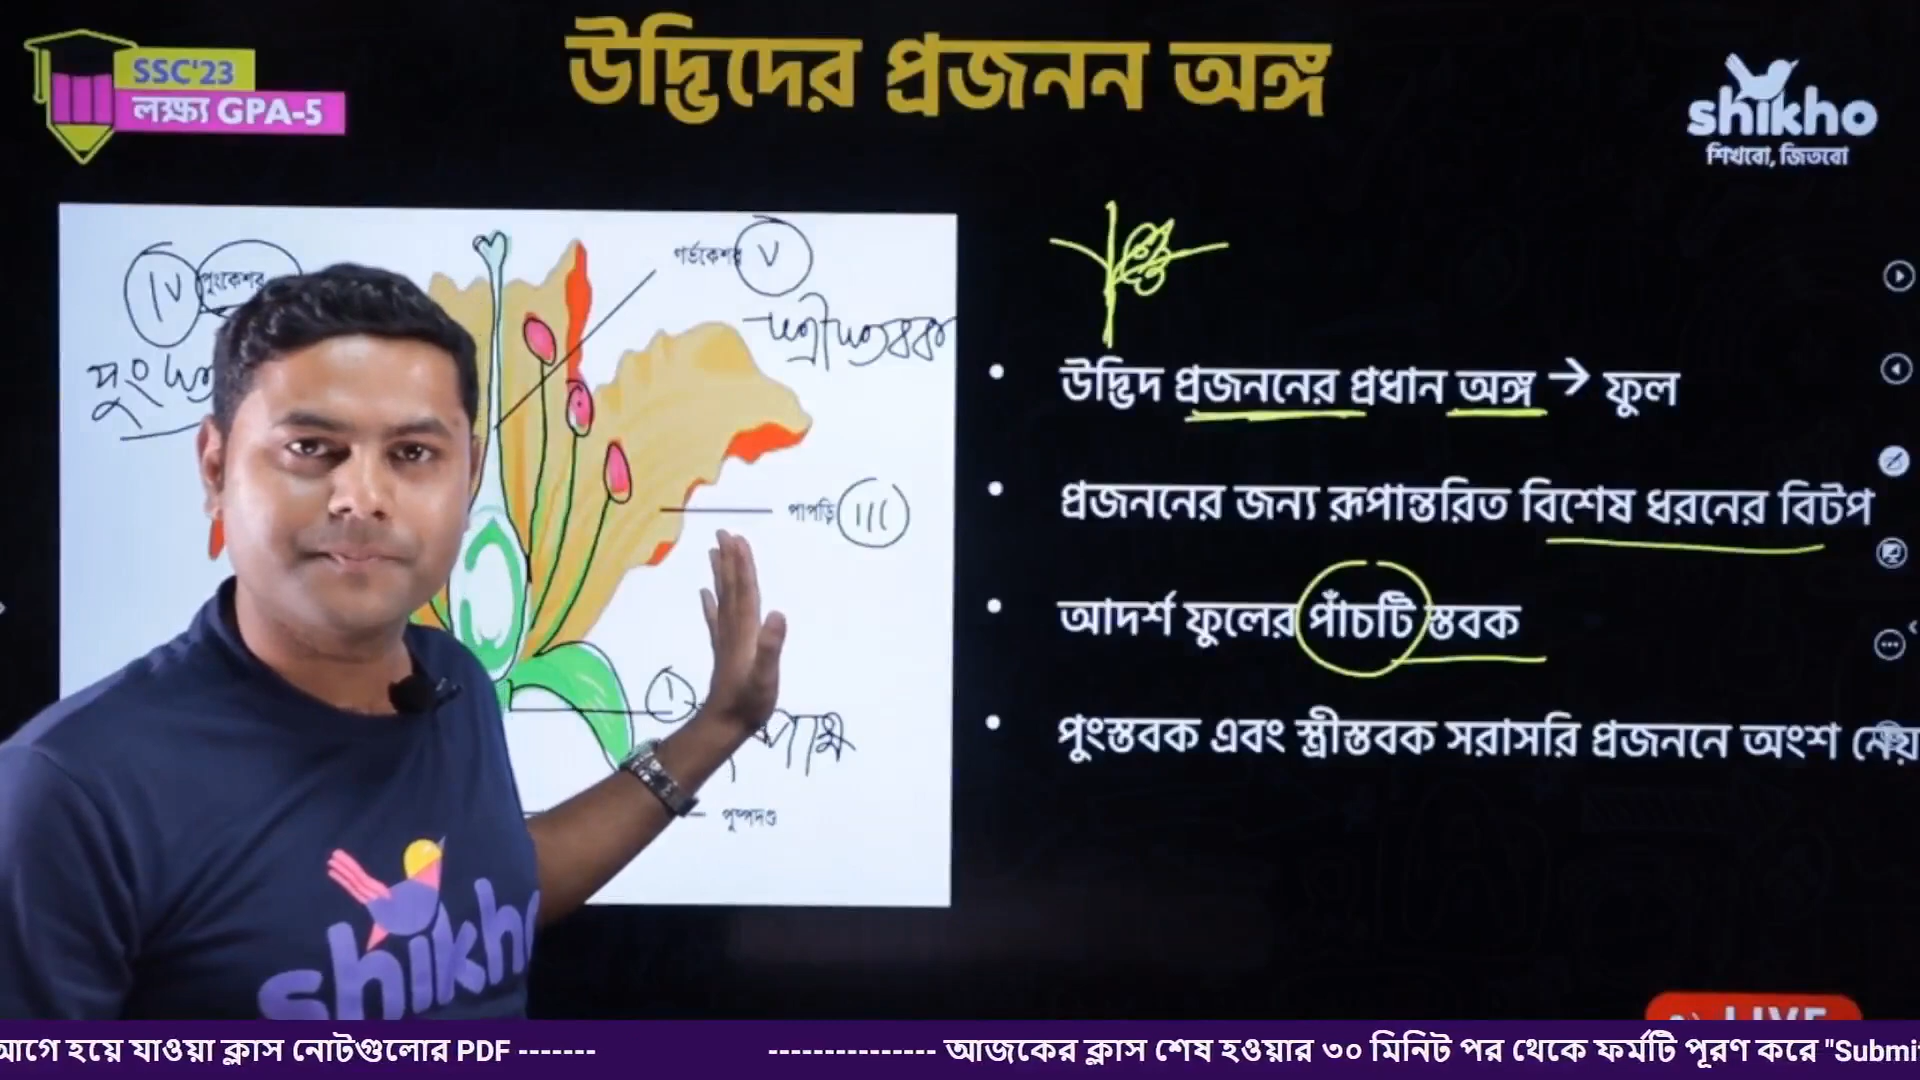 উদ্ভিদের প্রজনন অঙ্গ
SSC'23
লক্ষ্য GPA-5
shikho
শিখবো, জিতবো
IV
পুংকেশর
গর্ভকেশর
V
স্ত্রীস্তবক
পুং
পাপড়ি
III
I
পুষ্পদণ্ড
উদ্ভিদ প্রজননের প্রধান অঙ্গ → ফুল
প্রজননের জন্য রূপান্তরিত বিশেষ ধরনের বিটপ
আদর্শ ফুলের পাঁচটি স্তবক
পুংস্তবক এবং স্ত্রীস্তবক সরাসরি প্রজননে অংশ নেয়
shikho
LIVE
আগে হয়ে যাওয়া ক্লাস নোটগুলোর PDF ------- --------------- আজকের ক্লাস শেষ হওয়ার ৩০ মিনিট পর থেকে ফর্মটি পূরণ করে "Submit